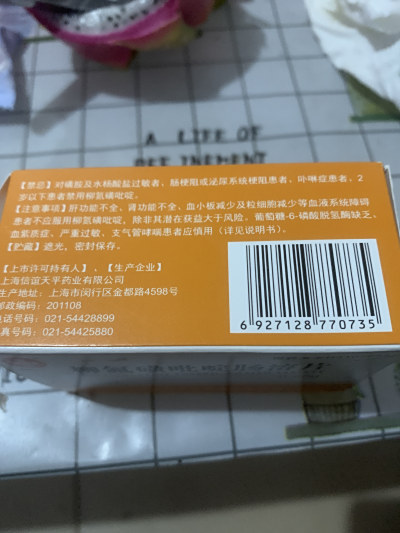 A LIFE OF
【禁忌】对磺胺及水杨酸盐过敏者、肠梗阻或泌尿系统梗阻患者、卟啉症患者、2
岁以下患者禁用柳氮磺吡啶。
【注意事项】肝功能不全、肾功能不全、血小板减少及粒细胞减少等血液系统障碍
患者不应服用柳氮磺吡啶，除非其潜在获益大于风险。葡萄糖-6-磷酸脱氢酶缺乏、
血紫质症、严重过敏、支气管哮喘患者应慎用（详见说明书）。
【贮藏】遮光，密封保存。
【上市许可持有人】、【生产企业】
上海信谊天平药业有限公司
生产地址：上海市闵行区金都路4598号
邮政编码：201108
电话号码：021-54428899
真号码：021-54425880
6 927128 770735